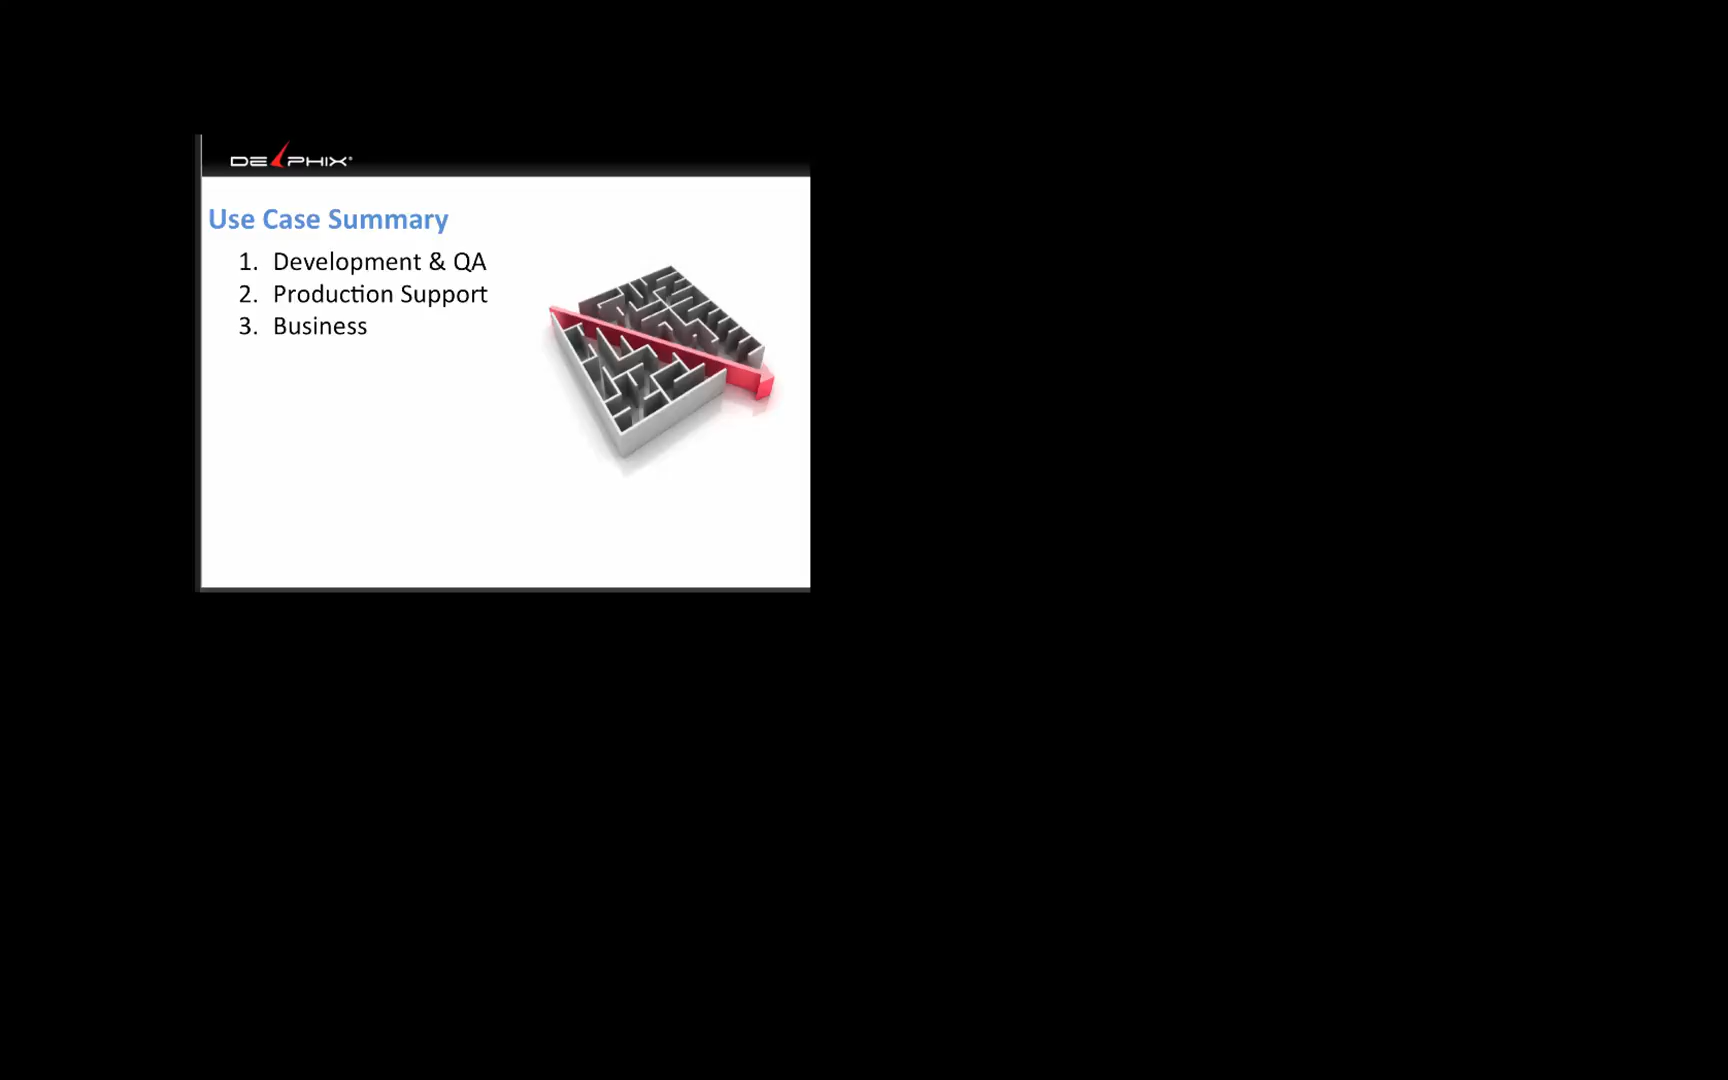 DELPHIX®
Use Case Summary
1. Development & QA
2. Production Support
3. Business